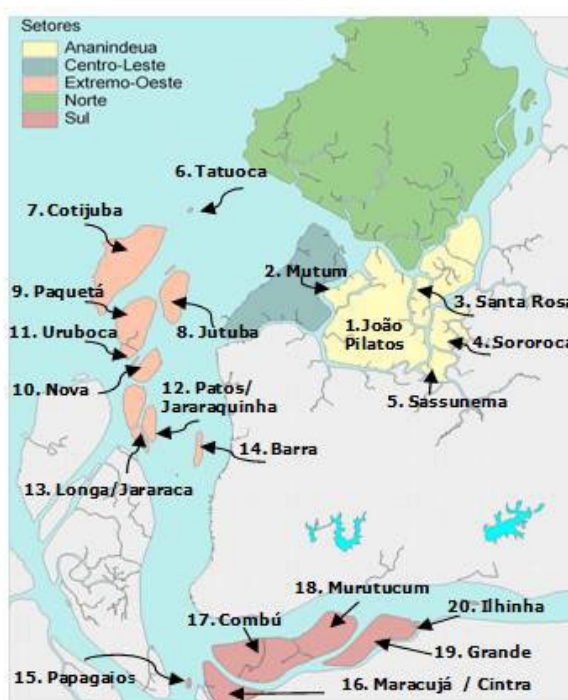 Setores
Ananindeua
Centro-Leste
Extremo-Oeste
Norte
Sul
6. Tatuoca
7. Cotijuba
2. Mutum
9. Paquetá
3. Santa Rosa
8. Jutuba
1.João
Pilatos
11. Uruboca
4. Sororoca
10. Nova
12. Patos/
Jararaquinha
5. Sassunema
14. Barra
13. Longa/Jararaca
18. Murutucum
17. Combú
20. Ilhinha
19. Grande
15. Papagaios
16. Maracujá / Cintra